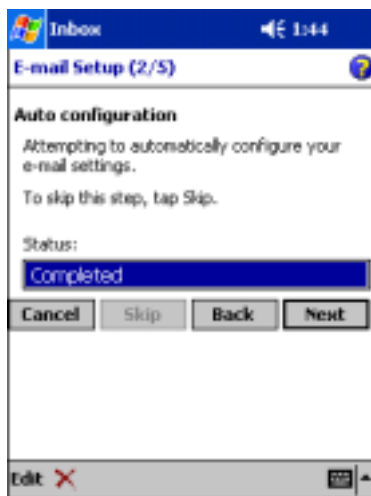 Inbox 1:44
E-mail Setup (2/5)
Auto configuration
Attempting to automatically configure your
e-mail settings.
To skip this step, tap Skip.
Status:
Completed
Cancel Skip Back Next
Edit